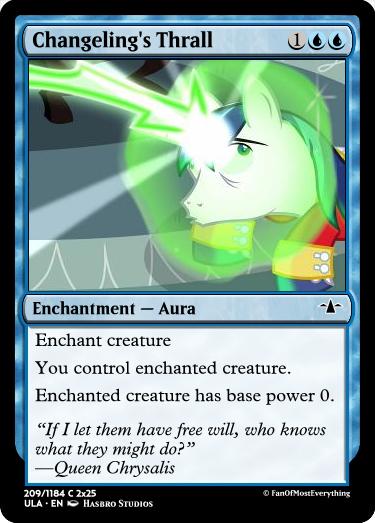 Changeling's Thrall 1
Enchantment — Aura
Enchant creature
You control enchanted creature.
Enchanted creature has base power 0.
“If I let them have free will, who knows
what they might do?”
—Queen Chrysalis
209/1184 C 2x25
ULA • EN Hasbro Studios
© FanOfMostEverything